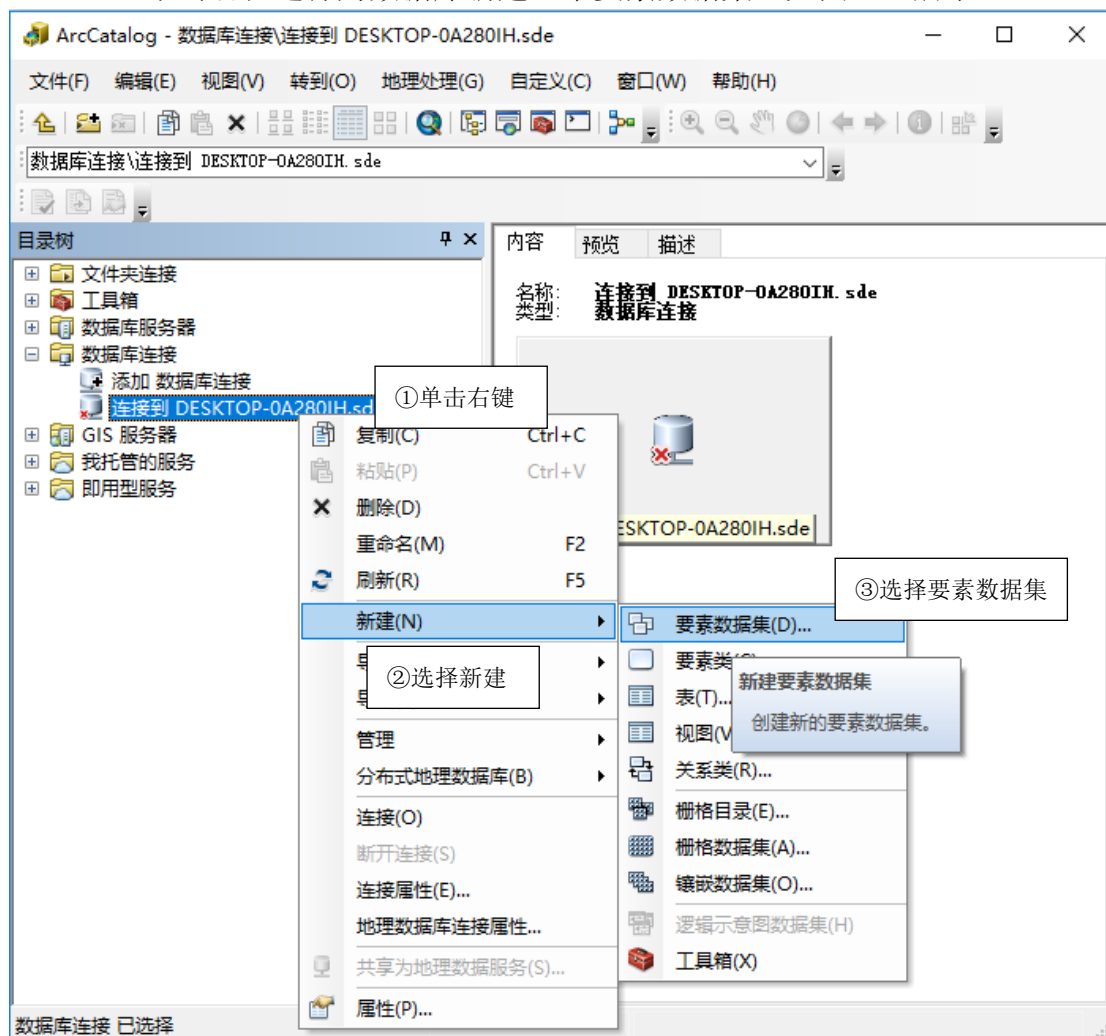 ArcCatalog - 数据库连接\连接到 DESKTOP-0A280IH.sde
文件(F) 编辑(E) 视图(V) 转到(O) 地理处理(G) 自定义(C) 窗口(W) 帮助(H)
数据库连接\连接到 DESKTOP-0A280IH.sde
目录树
文件夹连接
工具箱
数据库服务器
数据库连接
添加 数据库连接
连接到 DESKTOP-0A280IH.sd
GIS 服务器
我托管的服务
即用型服务
内容 预览 描述
名称: 连接到 DESKTOP-0A280IH.sde
类型: 数据库连接
ESKTOP-0A280IH.sde
①单击右键
复制(C) Ctrl+C
粘贴(P) Ctrl+V
删除(D)
重命名(M) F2
刷新(R) F5
新建(N)
②选择新建
管理
分布式地理数据库(B)
连接(O)
断开连接(S)
连接属性(E)...
地理数据库连接属性...
共享为地理数据服务(S)...
属性(P)...
③选择要素数据集
要素数据集(D)...
要素类
表(T)...
视图(V
关系类(R)...
栅格目录(E)...
栅格数据集(A)...
镶嵌数据集(O)...
逻辑示意图数据集(H)
工具箱(X)
新建要素数据集
创建新的要素数据集。
数据库连接 已选择